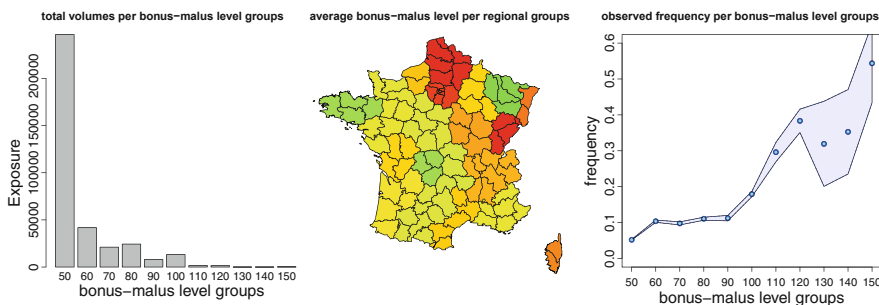 total volumes per bonus−malus level groups
Exposure
0 50000 100000 150000 200000
50 60 70 80 90 100 110 120 130 140 150
bonus−malus level groups
average bonus−malus level per regional groups
observed frequency per bonus−malus level groups
frequency
0.0 0.1 0.2 0.3 0.4 0.5 0.6
50 60 70 80 90 100 110 120 130 140 150
bonus−malus level groups